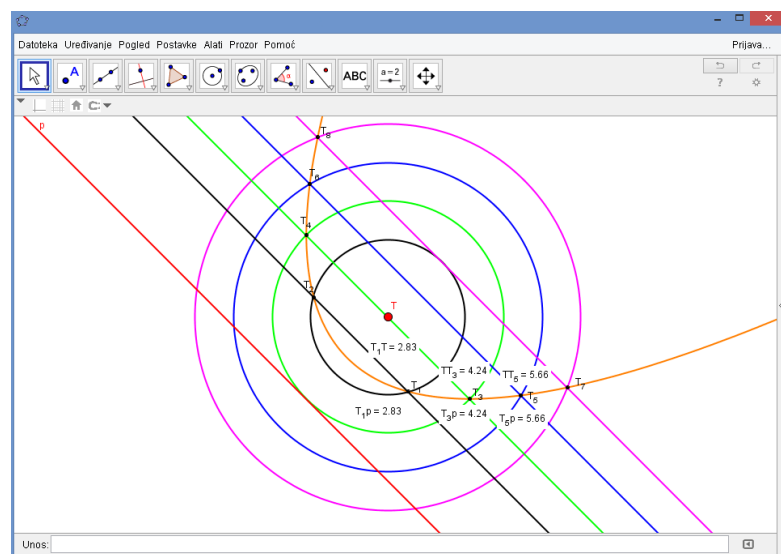 Datoteka Uređivanje Pogled Postavke Alati Prozor Pomoć Prijava...
A ABC a=2
?
p
T₈
T₆
T₄
T₂
T
T₁T = 2.83
TT₃ = 4.24 TT₅ = 5.66
T₁ T₃ T₅ T₇
T₁p = 2.83 T₃p = 4.24 T₅p = 5.66
Unos: